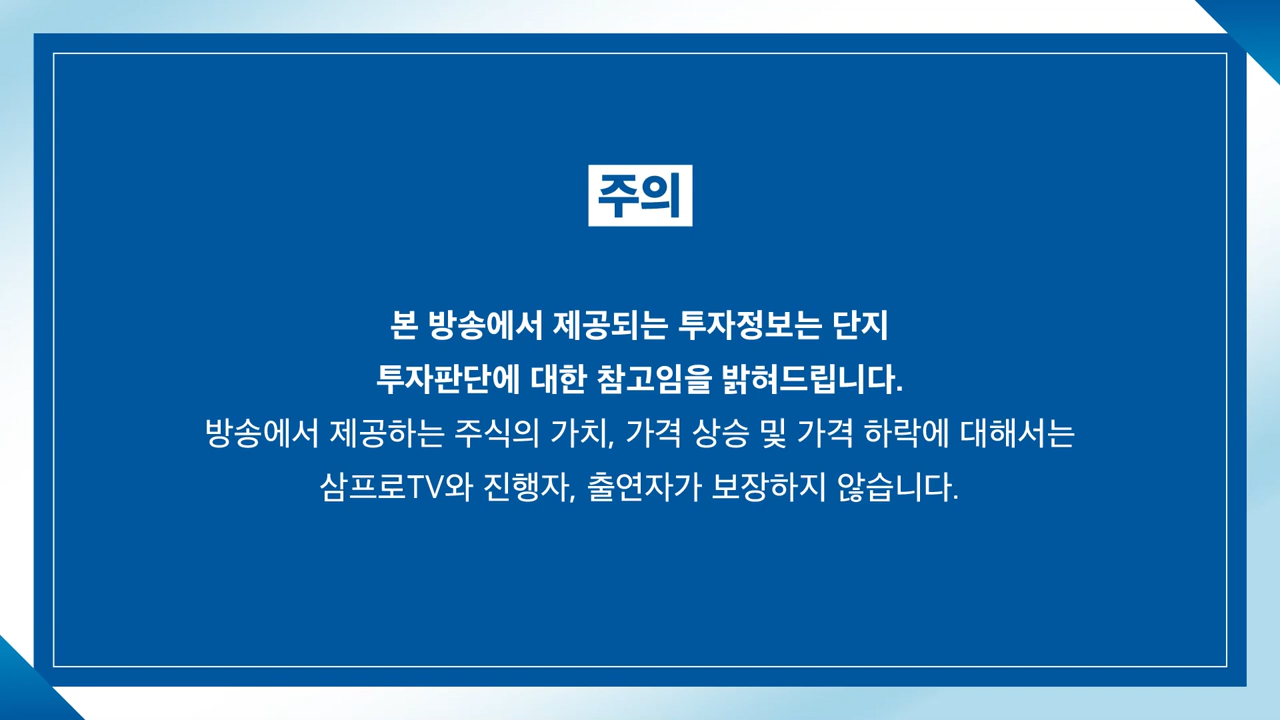 주의
본 방송에서 제공되는 투자정보는 단지
투자판단에 대한 참고임을 밝혀드립니다.
방송에서 제공하는 주식의 가치, 가격 상승 및 가격 하락에 대해서는
삼프로TV와 진행자, 출연자가 보장하지 않습니다.